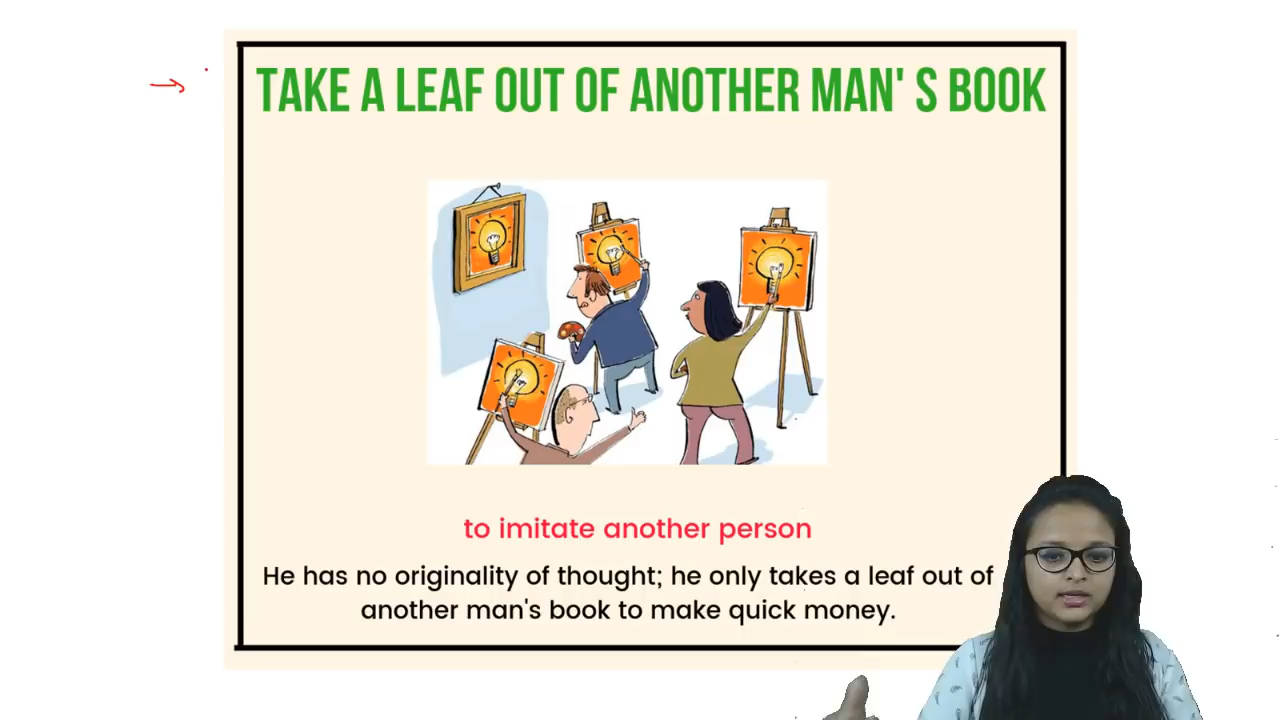 TAKE A LEAF OUT OF ANOTHER MAN' S BOOK
to imitate another person
He has no originality of thought; he only takes a leaf out of
another man's book to make quick money.